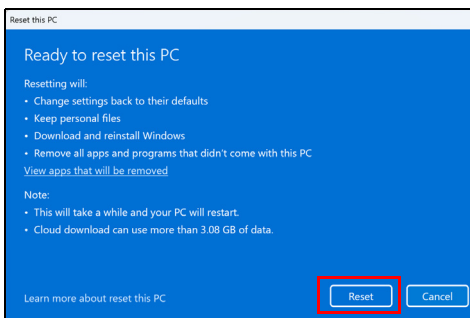 Reset this PC
Ready to reset this PC
Resetting will:
• Change settings back to their defaults
• Keep personal files
• Download and reinstall Windows
• Remove all apps and programs that didn't come with this PC
View apps that will be removed
Note:
• This will take a while and your PC will restart.
• Cloud download can use more than 3.08 GB of data.
Learn more about reset this PC
Reset
Cancel